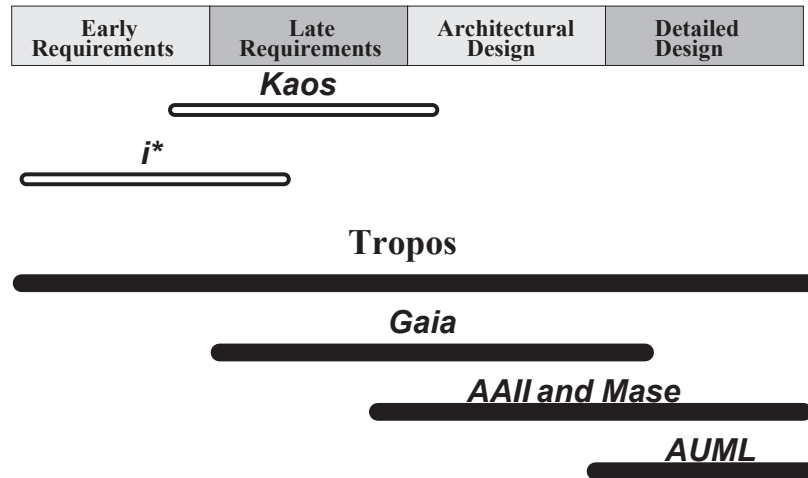 Early Requirements
Late Requirements
Architectural Design
Detailed Design
Kaos
i*
Tropos
Gaia
AAII and Mase
AUML